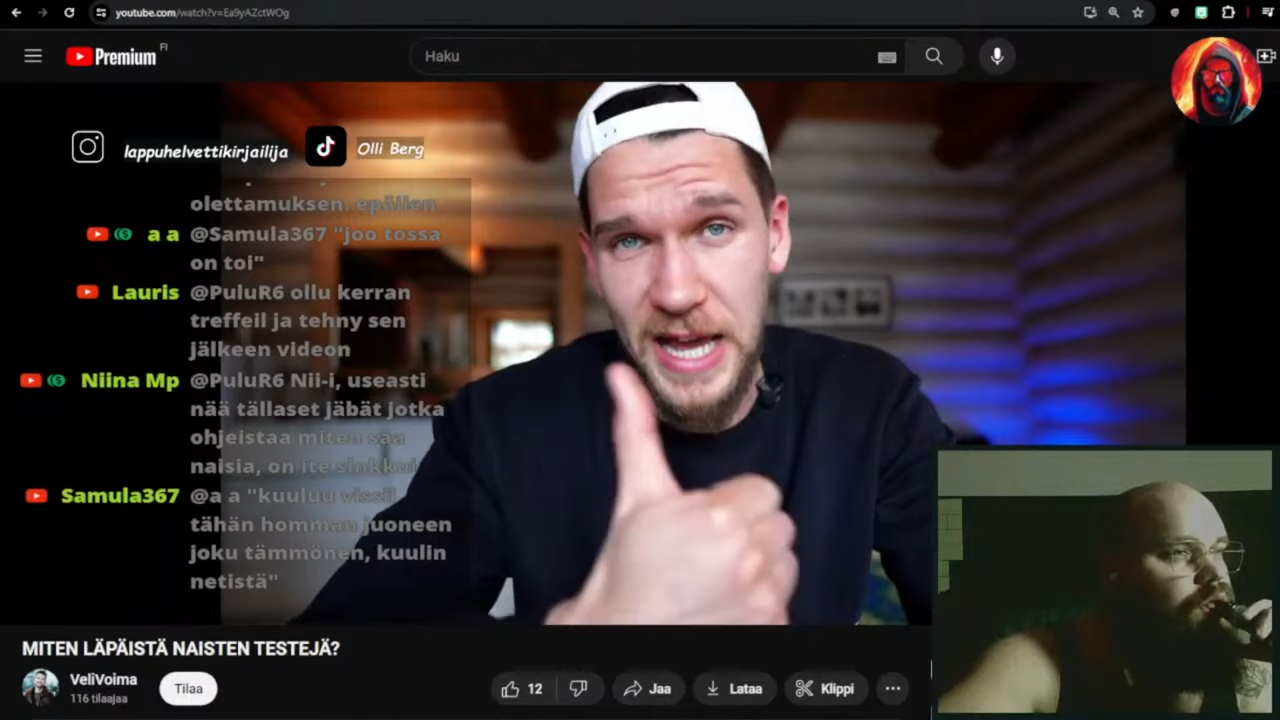 youtube.com/watch?v=Ea9yAZctWOg
Premium FI
Haku
lappuhelvettikirjailija
Olli Berg
olettamuksen. epäilen
a a @Samula367 "joo tossa
on toi"
Lauris @PuluR6 ollu kerran
treffeil ja tehny sen
jälkeen videon
Niina Mp @PuluR6 Nii-i, useasti
nää tällaset jäbät jotka
ohjeistaa miten saa
naisia, on ite sinkkui
Samula367 @a a "kuuluu vissii
tähän homman juoneen
joku tämmönen, kuulin
netistä"
MITEN LÄPÄISTÄ NAISTEN TESTEJÄ?
VeliVoima
116 tilaajaa
Tilaa
12
Jaa
Lataa
Klippi